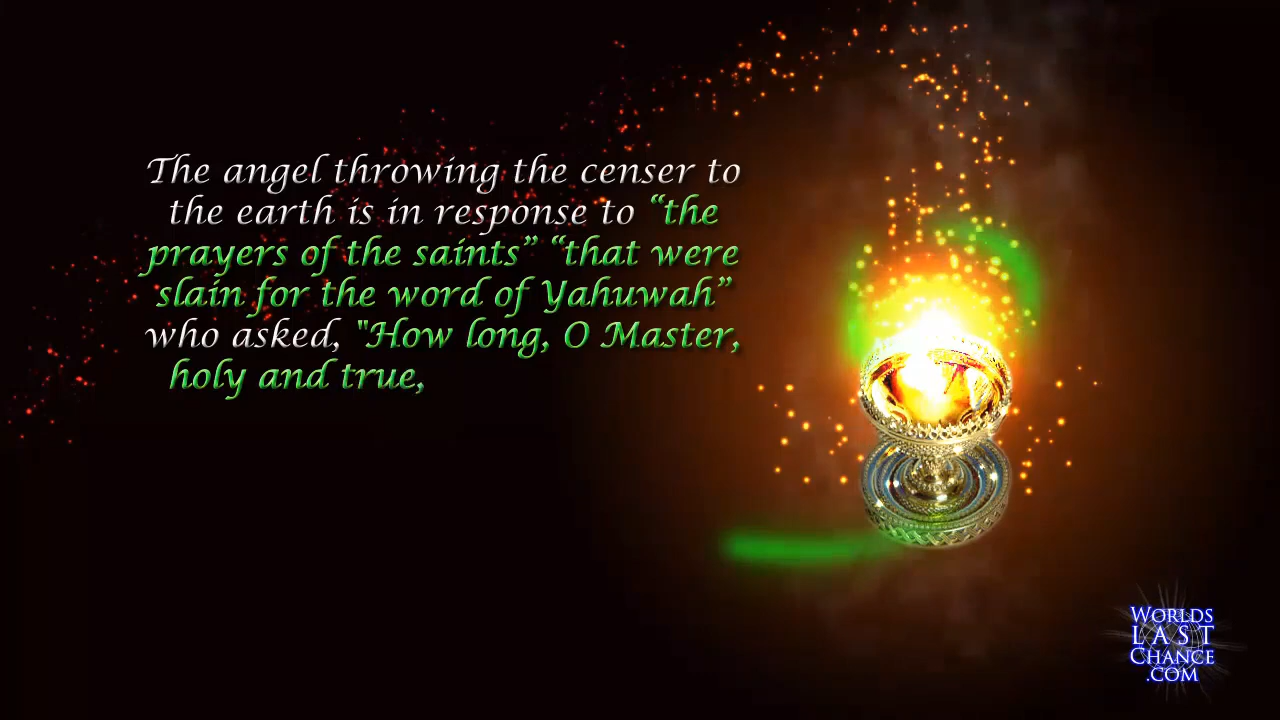 The angel throwing the censer to
the earth is in response to “the
prayers of the saints” “that were
slain for the word of Yahuwah”
who asked, "How long, O Master,
holy and true,
WORLDS
LAST
CHANCE
.COM